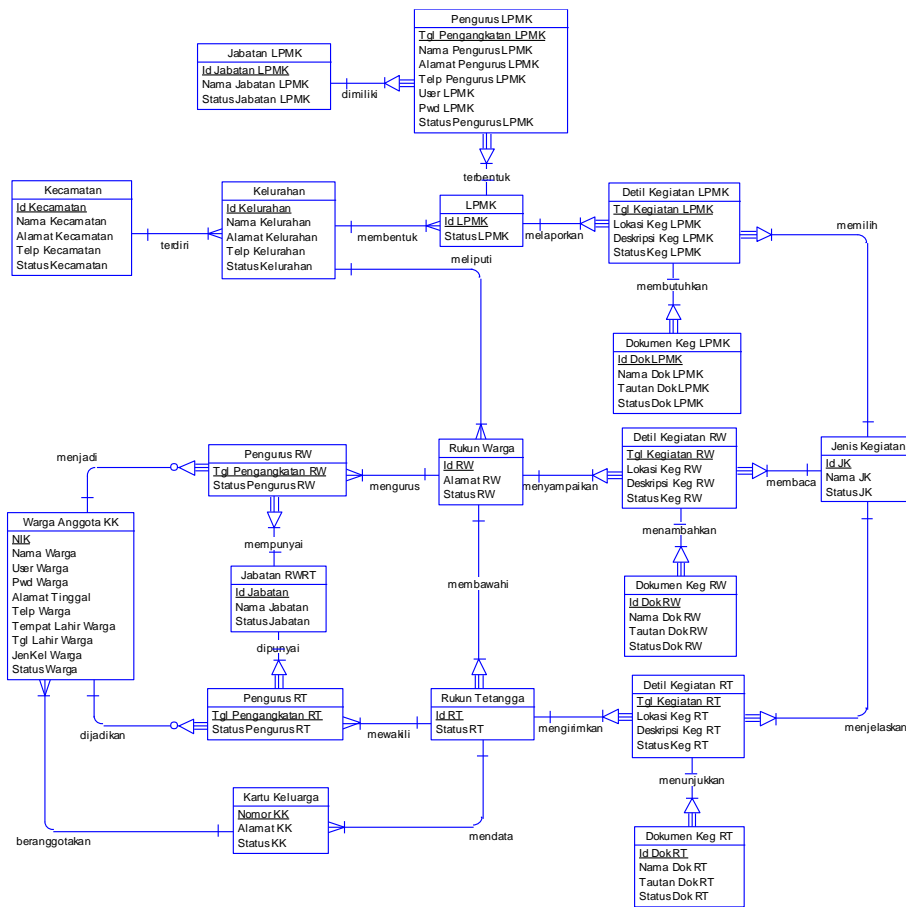 Pengurus LPMK
Tgl Pengangkatan LPMK
Nama Pengurus LPMK
Alamat Pengurus LPMK
Telp Pengurus LPMK
User LPMK
Pwd LPMK
Status Pengurus LPMK
Jabatan LPMK
Id Jabatan LPMK
Nama Jabatan LPMK
Status Jabatan LPMK
dimiliki
terbentuk
Kecamatan
Id Kecamatan
Nama Kecamatan
Alamat Kecamatan
Telp Kecamatan
Status Kecamatan
terdiri
Kelurahan
Id Kelurahan
Nama Kelurahan
Alamat Kelurahan
Telp Kelurahan
Status Kelurahan
membentuk
LPMK
Id LPMK
Status LPMK
melaporkan
meliputi
Detil Kegiatan LPMK
Tgl Kegiatan LPMK
Lokasi Keg LPMK
Deskripsi Keg LPMK
Status Keg LPMK
memilih
membutuhkan
Dokumen Keg LPMK
Id Dok LPMK
Nama Dok LPMK
Tautan Dok LPMK
Status Dok LPMK
menjadi
Pengurus RW
Tgl Pengangkatan RW
Status Pengurus RW
mengurus
Rukun Warga
Id RW
Alamat RW
Status RW
menyampaikan
Detil Kegiatan RW
Tgl Kegiatan RW
Lokasi Keg RW
Deskripsi Keg RW
Status Keg RW
membaca
Jenis Kegiatan
Id JK
Nama JK
Status JK
menambahkan
Warga Anggota KK
NIK
Nama Warga
User Warga
Pwd Warga
Alamat Tinggal
Telp Warga
Tempat Lahir Warga
Tgl Lahir Warga
JenKel Warga
Status Warga
mempunyai
Jabatan RWRT
Id Jabatan
Nama Jabatan
Status Jabatan
dipunyai
membawahi
Dokumen Keg RW
Id Dok RW
Nama Dok RW
Tautan Dok RW
Status Dok RW
dijadikan
Pengurus RT
Tgl Pengangkatan RT
Status Pengurus RT
mewakili
Rukun Tetangga
Id RT
Status RT
mengirimkan
Detil Kegiatan RT
Tgl Kegiatan RT
Lokasi Keg RT
Deskripsi Keg RT
Status Keg RT
menjelaskan
menunjukkan
beranggotakan
Kartu Keluarga
Nomor KK
Alamat KK
Status KK
mendata
Dokumen Keg RT
Id Dok RT
Nama Dok RT
Tautan Dok RT
Status Dok RT